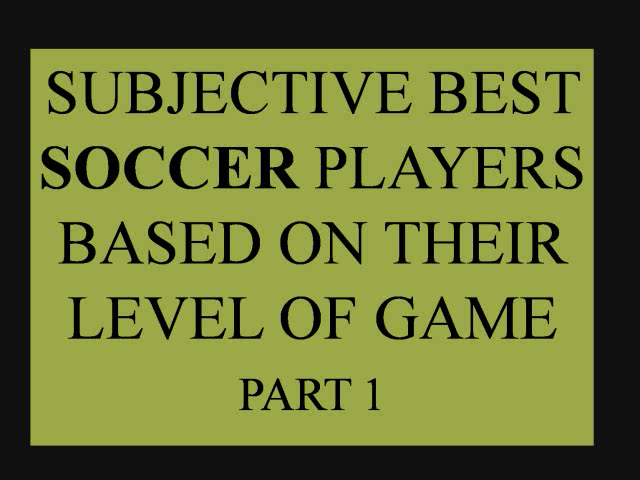 SUBJECTIVE BEST
SOCCER PLAYERS
BASED ON THEIR
LEVEL OF GAME
PART 1